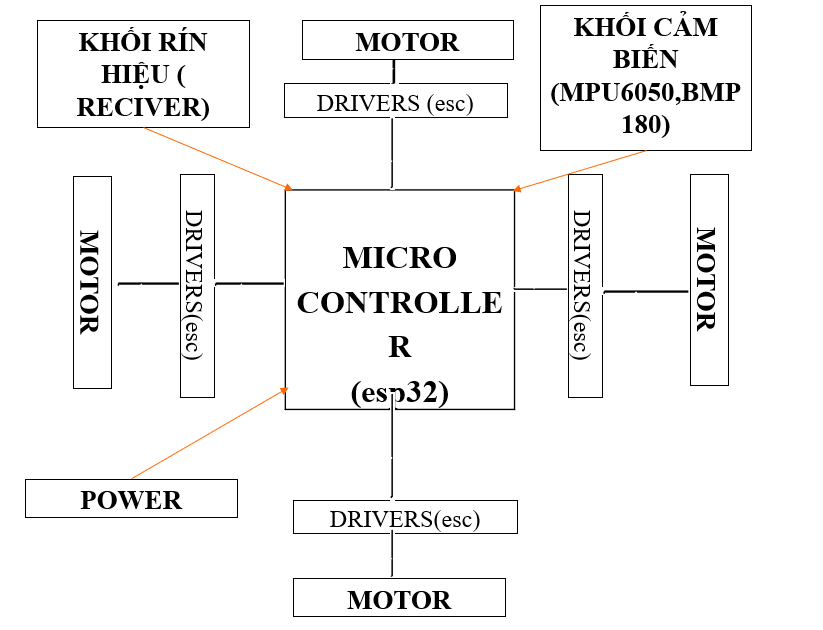 KHỐI RÍN
HIỆU (
RECIVER)
MOTOR
DRIVERS (esc)
KHỐI CẢM
BIẾN
(MPU6050,BMP
180)
MOTOR
DRIVERS(esc)
MICRO
CONTROLLE
R
(esp32)
DRIVERS(esc)
MOTOR
POWER
DRIVERS(esc)
MOTOR